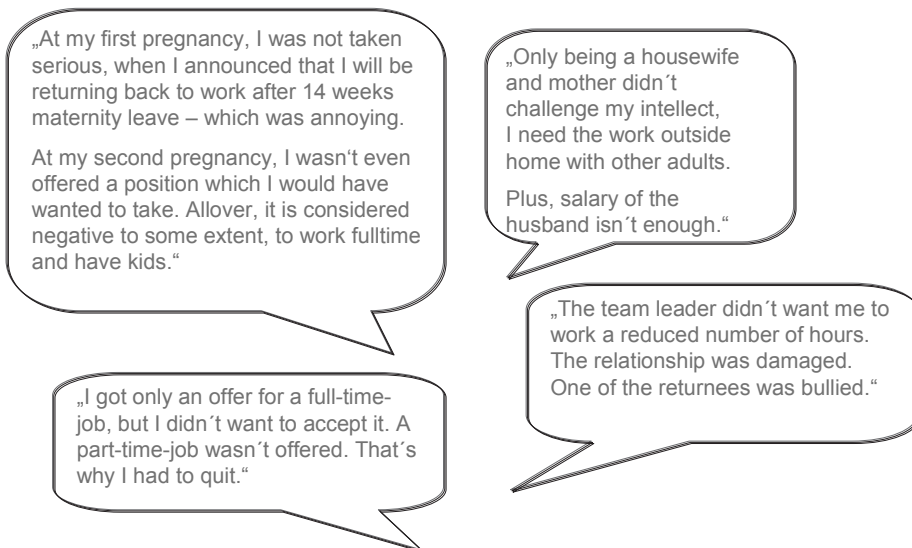 „At my first pregnancy, I was not taken
serious, when I announced that I will be
returning back to work after 14 weeks
maternity leave – which was annoying.
At my second pregnancy, I wasn‘t even
offered a position which I would have
wanted to take. Allover, it is considered
negative to some extent, to work fulltime
and have kids.“
„Only being a housewife
and mother didn´t
challenge my intellect,
I need the work outside
home with other adults.
Plus, salary of the
husband isn´t enough.“
„The team leader didn´t want me to
work a reduced number of hours.
The relationship was damaged.
One of the returnees was bullied.“
„I got only an offer for a full-time-
job, but I didn´t want to accept it. A
part-time-job wasn´t offered. That´s
why I had to quit.“